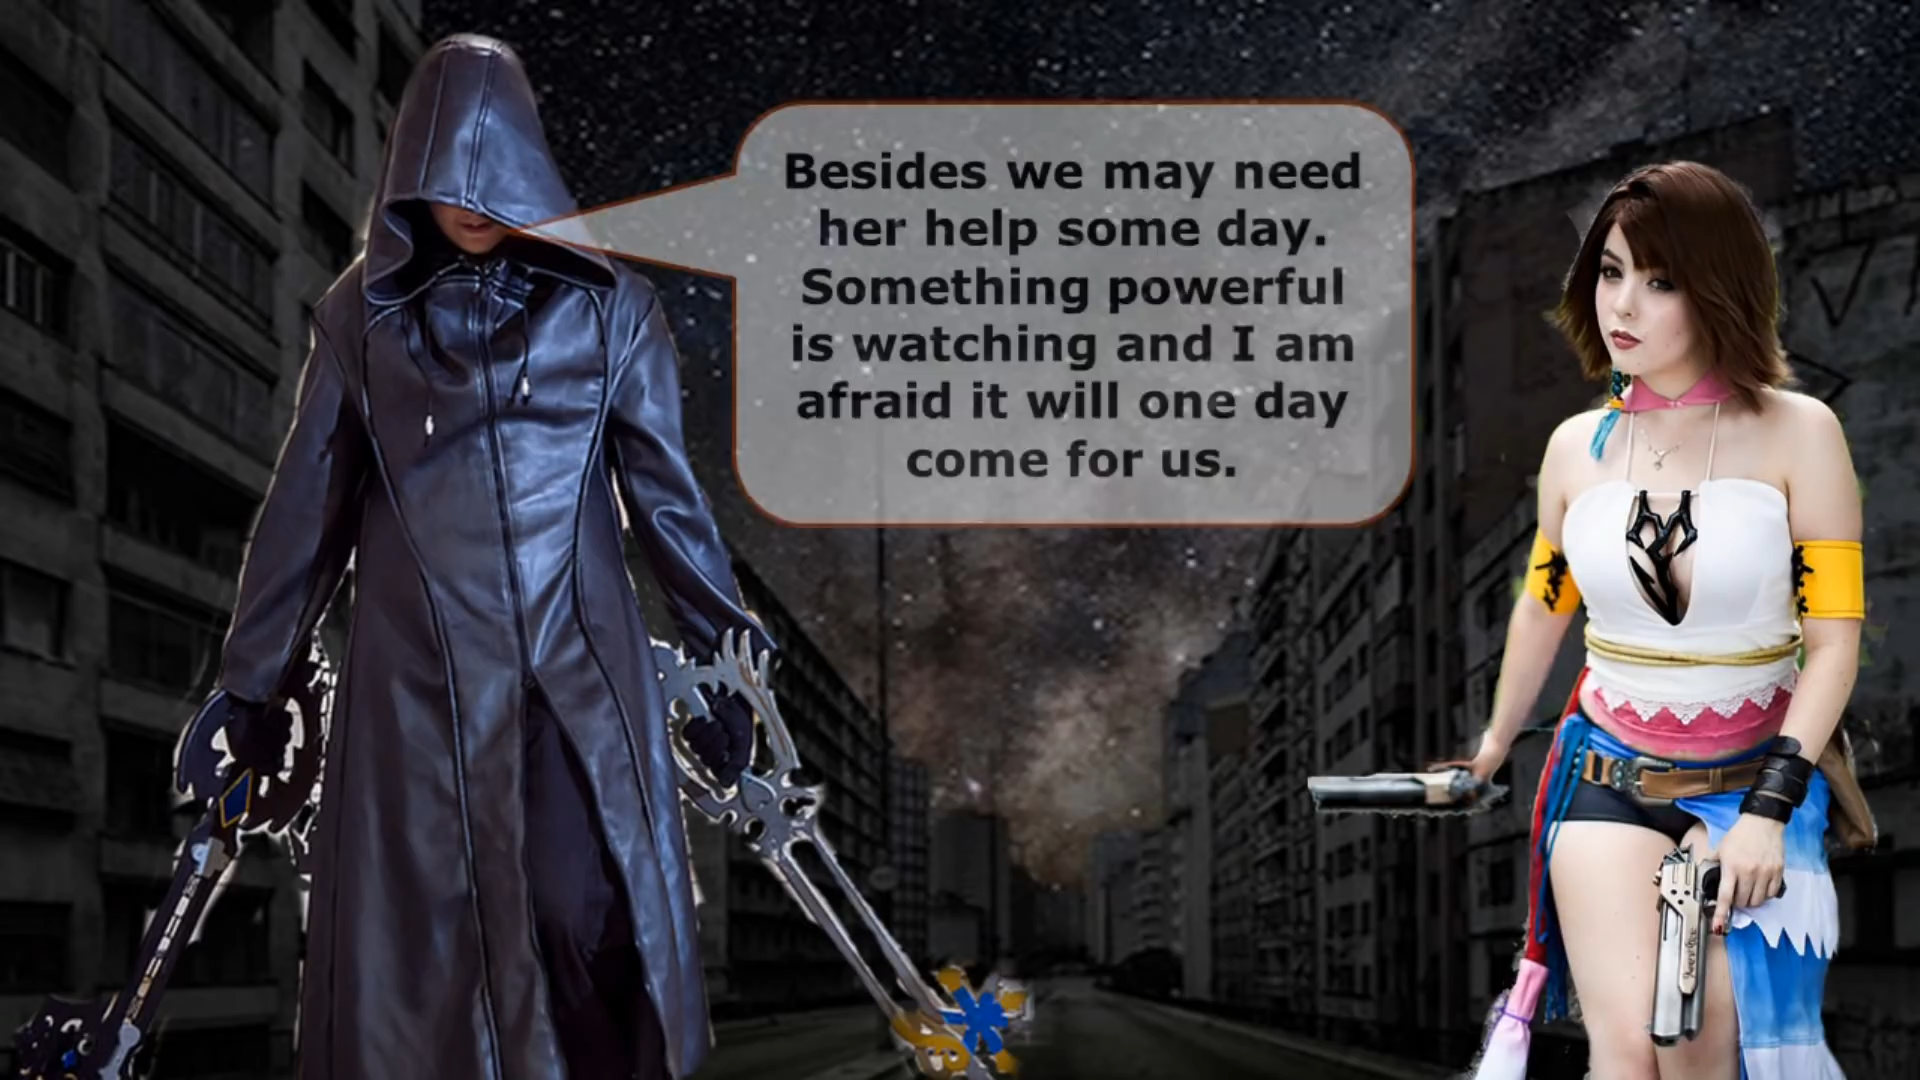 Besides we may need
her help some day.
Something powerful
is watching and I am
afraid it will one day
come for us.